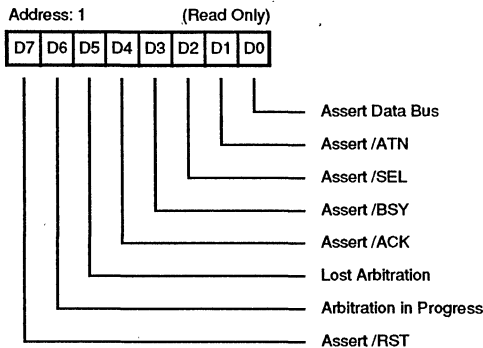 Address: 1 (Read Only)
D7 D6 D5 D4 D3 D2 D1 D0
Assert Data Bus
Assert /ATN
Assert /SEL
Assert /BSY
Assert /ACK
Lost Arbitration
Arbitration in Progress
Assert /RST